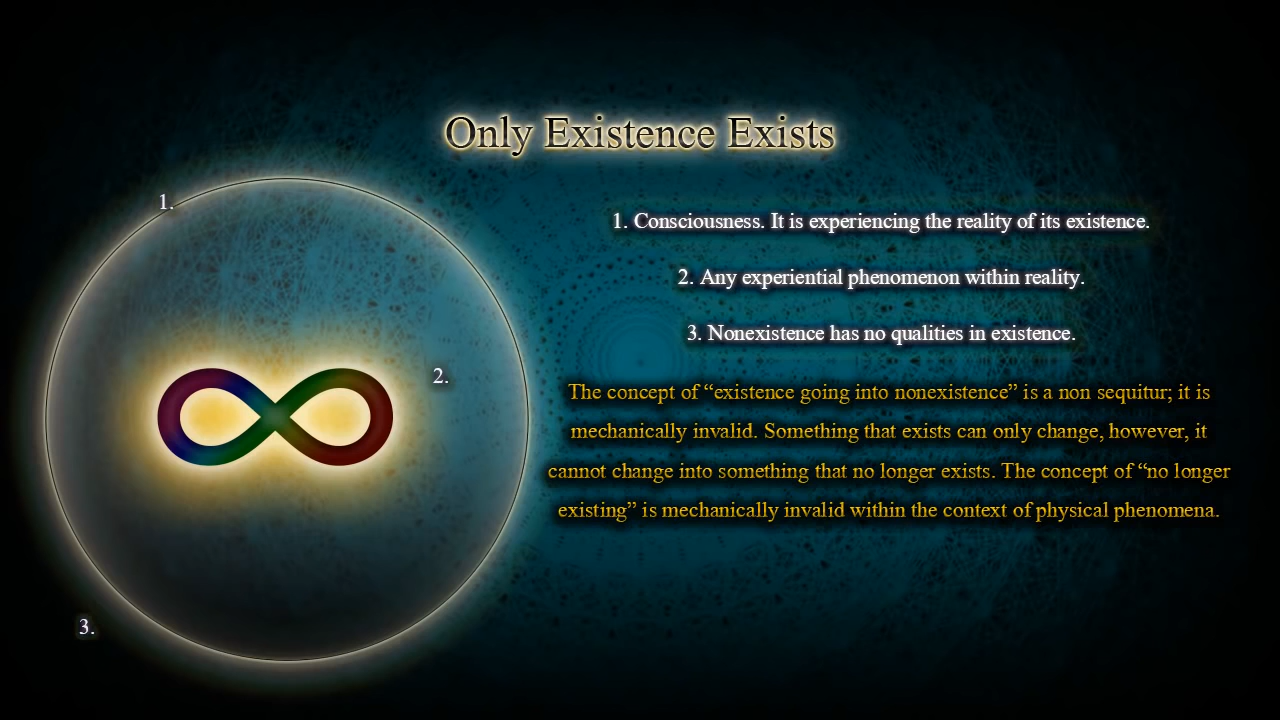 Only Existence Exists
1.
1. Consciousness. It is experiencing the reality of its existence.
2. Any experiential phenomenon within reality.
3. Nonexistence has no qualities in existence.
2.
The concept of “existence going into nonexistence” is a non sequitur; it is
mechanically invalid. Something that exists can only change, however, it
cannot change into something that no longer exists. The concept of “no longer
existing” is mechanically invalid within the context of physical phenomena.
3.